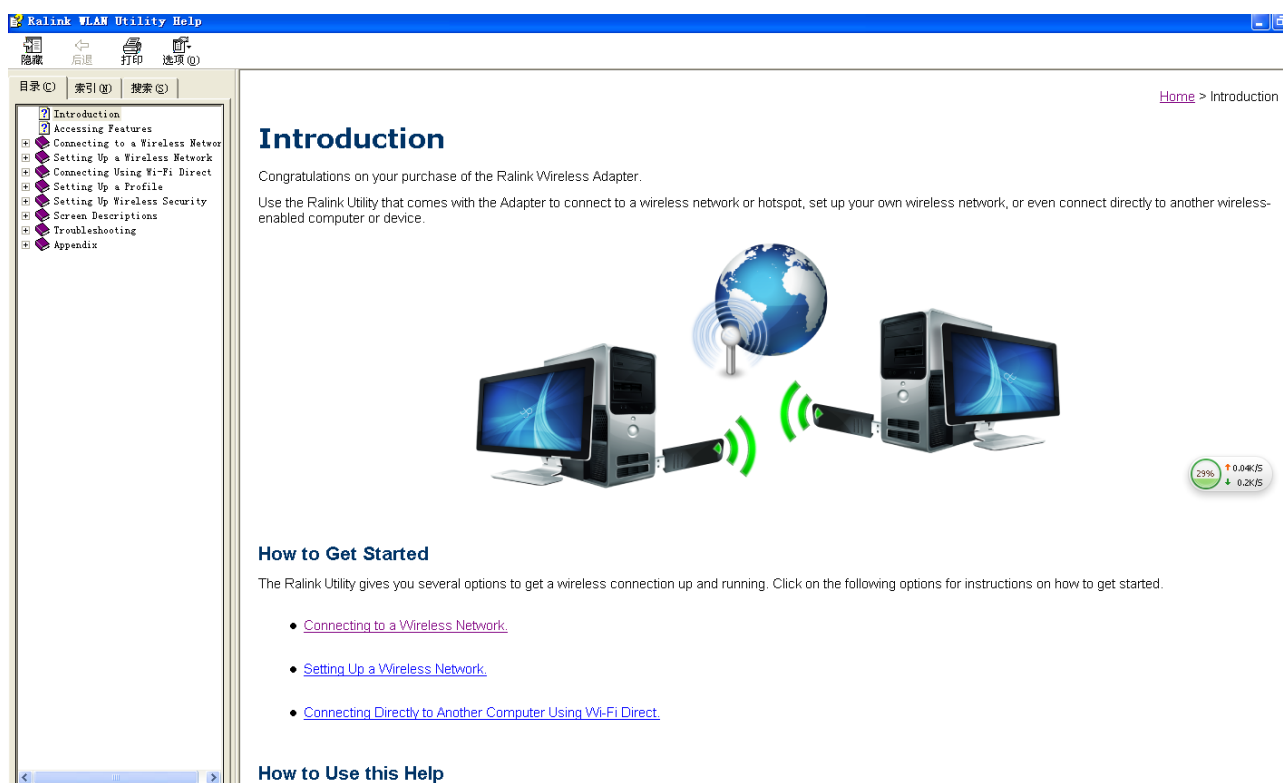 Ralink WLAN Utility Help
隐藏 后退 打印 选项(O)
目录(C) 索引(N) 搜索(S)
Introduction
Accessing Features
Connecting to a Wireless Networ
Setting Up a Wireless Network
Connecting Using Wi-Fi Direct
Setting Up a Profile
Setting Up Wireless Security
Screen Descriptions
Troubleshooting
Appendix
Home > Introduction
Introduction
Congratulations on your purchase of the Ralink Wireless Adapter.
Use the Ralink Utility that comes with the Adapter to connect to a wireless network or hotspot, set up your own wireless network, or even connect directly to another wireless-
enabled computer or device.
29%
0.04K/S
0.2K/S
How to Get Started
The Ralink Utility gives you several options to get a wireless connection up and running. Click on the following options for instructions on how to get started.
Connecting to a Wireless Network.
Setting Up a Wireless Network.
Connecting Directly to Another Computer Using Wi-Fi Direct.
How to Use this Help